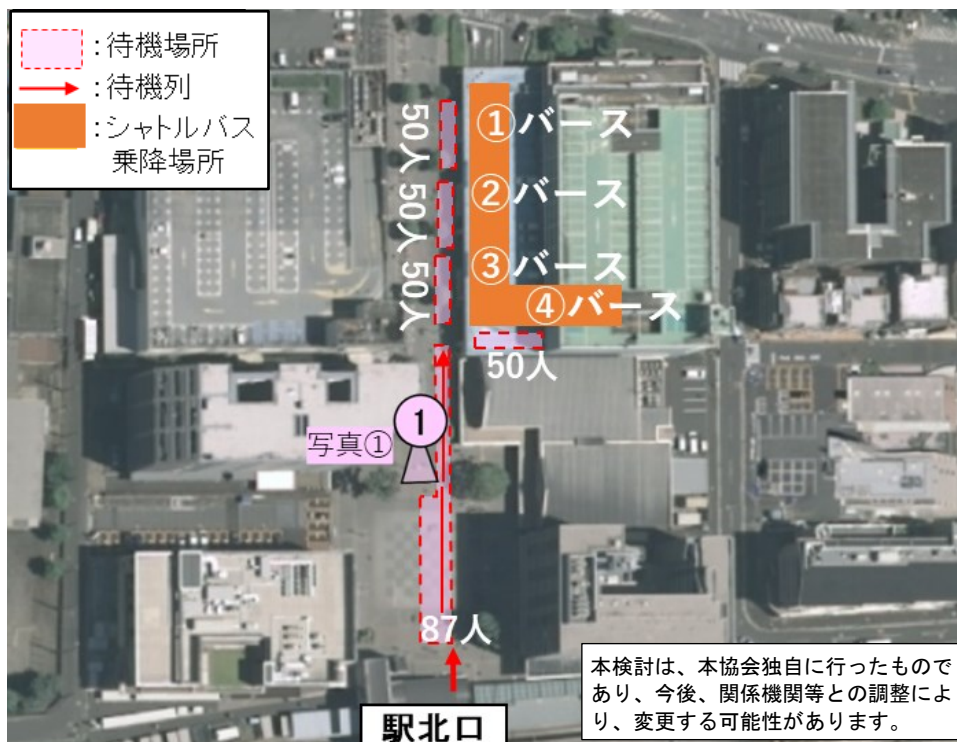 ：待機場所
：待機列
：シャトルバス
乗降場所
50人
50人
50人
①バース
②バース
③バース
④バース
50人
1
写真①
87人
駅北口
本検討は、本協会独自に行ったもので
あり、今後、関係機関等との調整によ
り、変更する可能性があります。